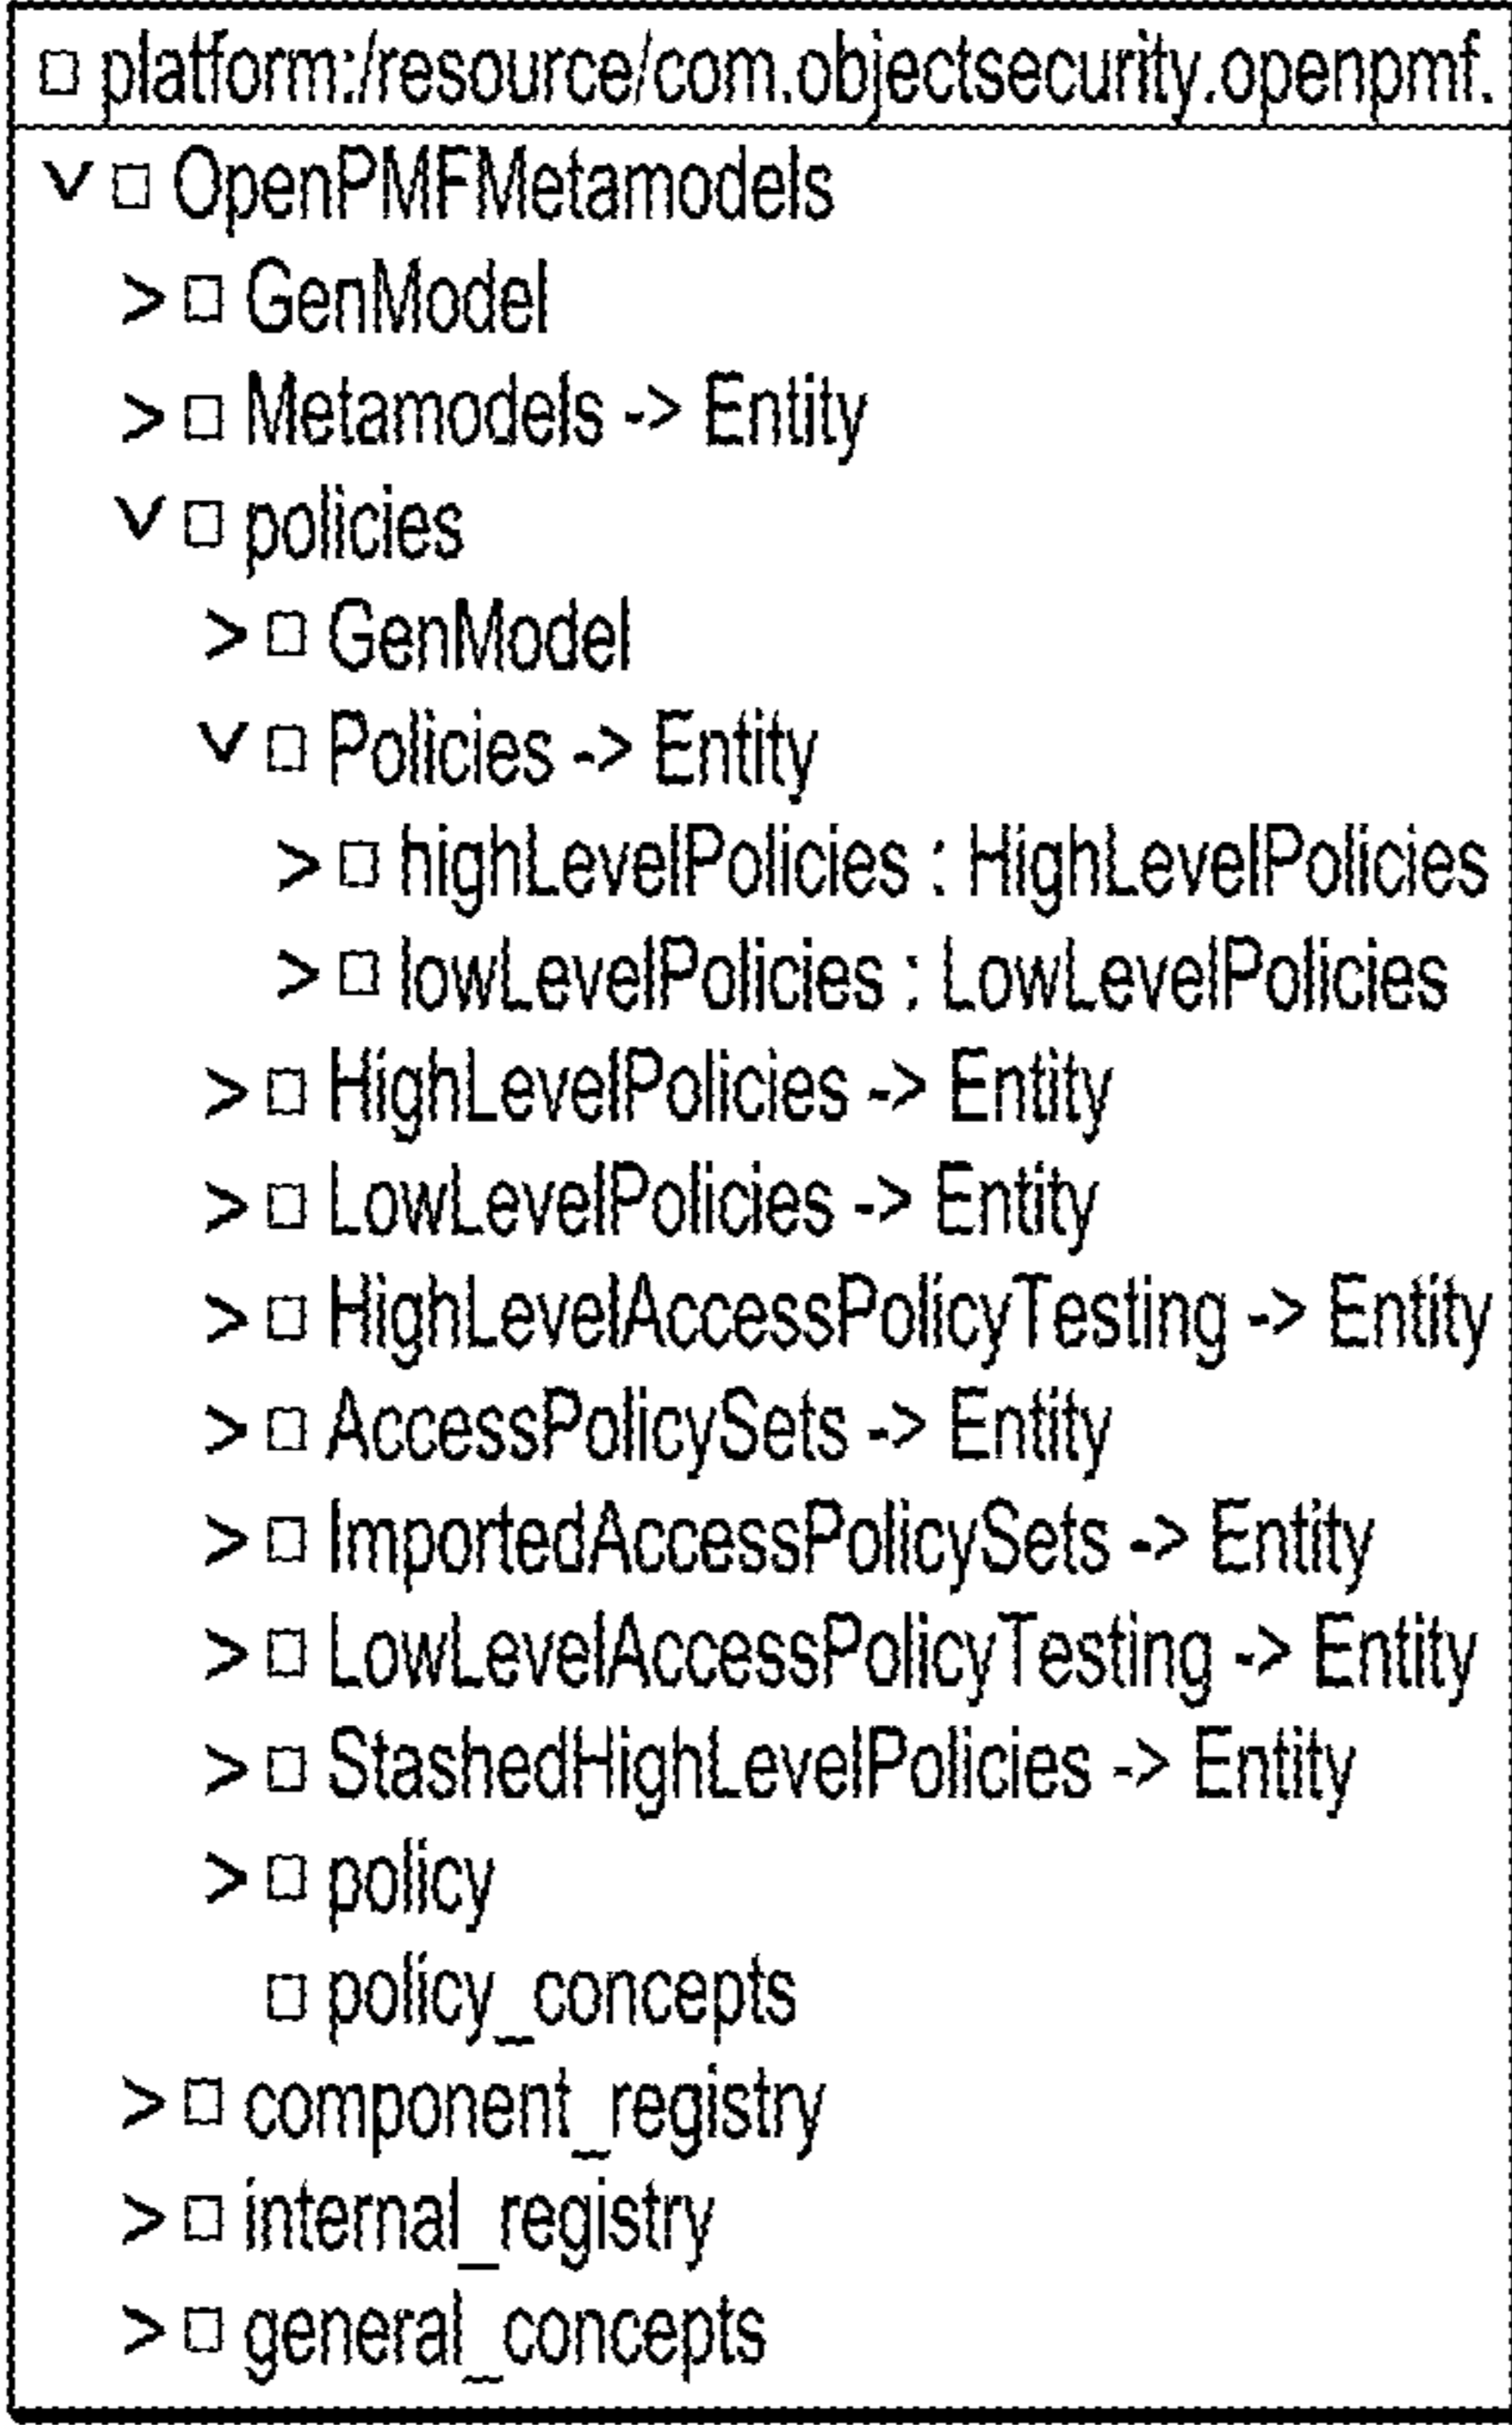 platform:/resource/com.objectsecurity.openpmf.
OpenPMFMetamodels
GenModel
Metamodels -> Entity
policies
GenModel
Policies -> Entity
highLevelPolicies : HighLevelPolicies
lowLevelPolicies : LowLevelPolicies
HighLevelPolicies -> Entity
LowLevelPolicies -> Entity
HighLevelAccessPolicyTesting -> Entity
AccessPolicySets -> Entity
ImportedAccessPolicySets -> Entity
LowLevelAccessPolicyTesting -> Entity
StashedHighLevelPolicies -> Entity
policy
policy_concepts
component_registry
internal_registry
general_concepts